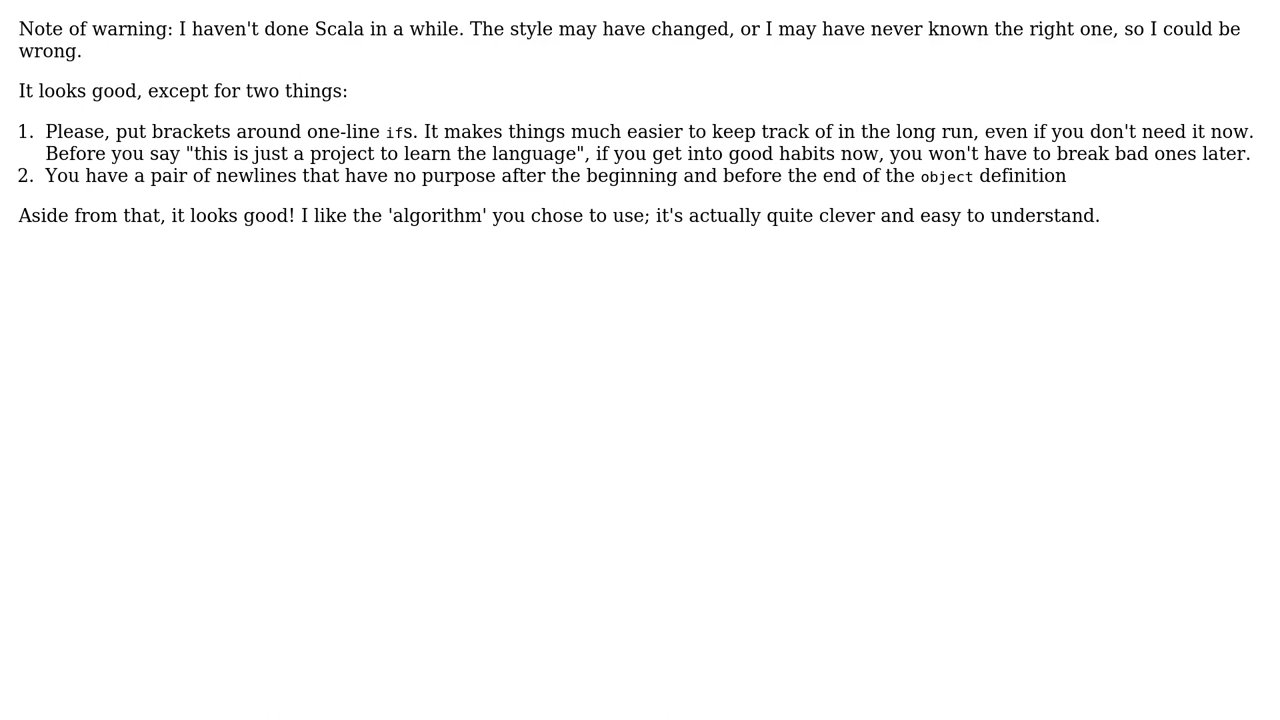 Note of warning: I haven't done Scala in a while. The style may have changed, or I may have never known the right one, so I could be
wrong.
It looks good, except for two things:
1. Please, put brackets around one-line ifs. It makes things much easier to keep track of in the long run, even if you don't need it now.
Before you say "this is just a project to learn the language", if you get into good habits now, you won't have to break bad ones later.
2. You have a pair of newlines that have no purpose after the beginning and before the end of the object definition
Aside from that, it looks good! I like the 'algorithm' you chose to use; it's actually quite clever and easy to understand.